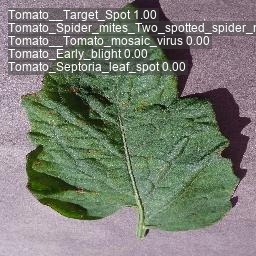 Tomato__Target_Spot 1.00
Tomato_Spider_mites_Two_spotted_spider_
Tomato__Tomato_mosaic_virus 0.00
Tomato_Early_blight 0.00
Tomato_Septoria_leaf_spot 0.00